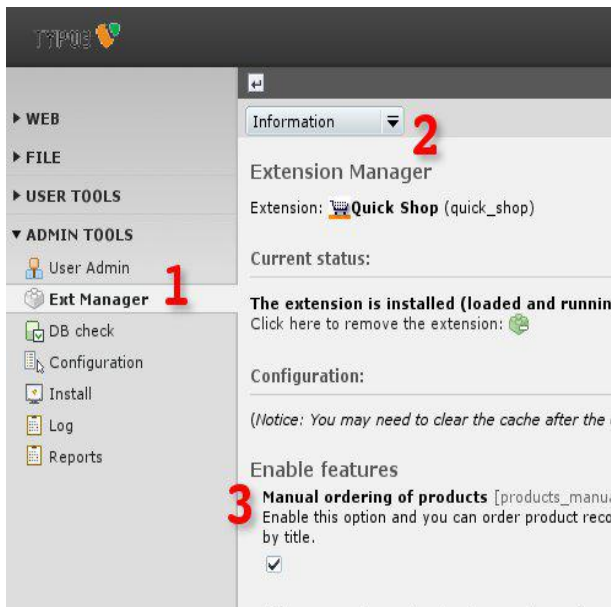 TYPO3
WEB
FILE
USER TOOLS
ADMIN TOOLS
User Admin
Ext Manager
1
DB check
Configuration
Install
Log
Reports
Information
2
Extension Manager
Extension: Quick Shop (quick_shop)
Current status:
The extension is installed (loaded and runnin
Click here to remove the extension:
Configuration:
(Notice: You may need to clear the cache after the
Enable features
3
Manual ordering of products [products_manua
Enable this option and you can order product reco
by title.